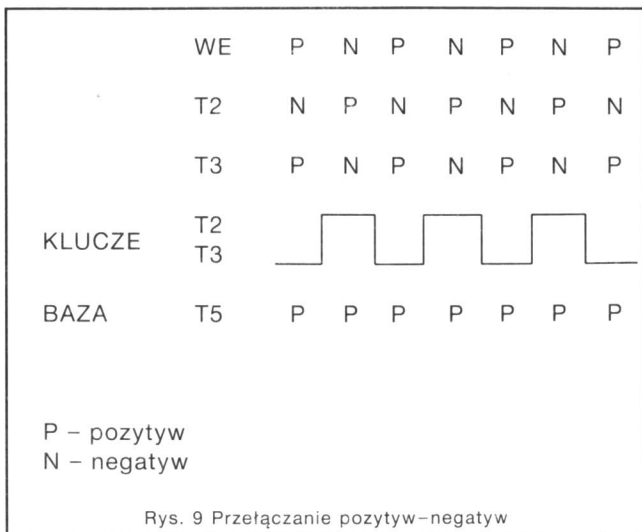 WE P N P N P N P
T2 N P N P N P N
T3 P N P N P N P
KLUCZE T2
T3
BAZA T5 P P P P P P P
P – pozytyw
N – negatyw
Rys. 9 Przełączanie pozytyw–negatyw